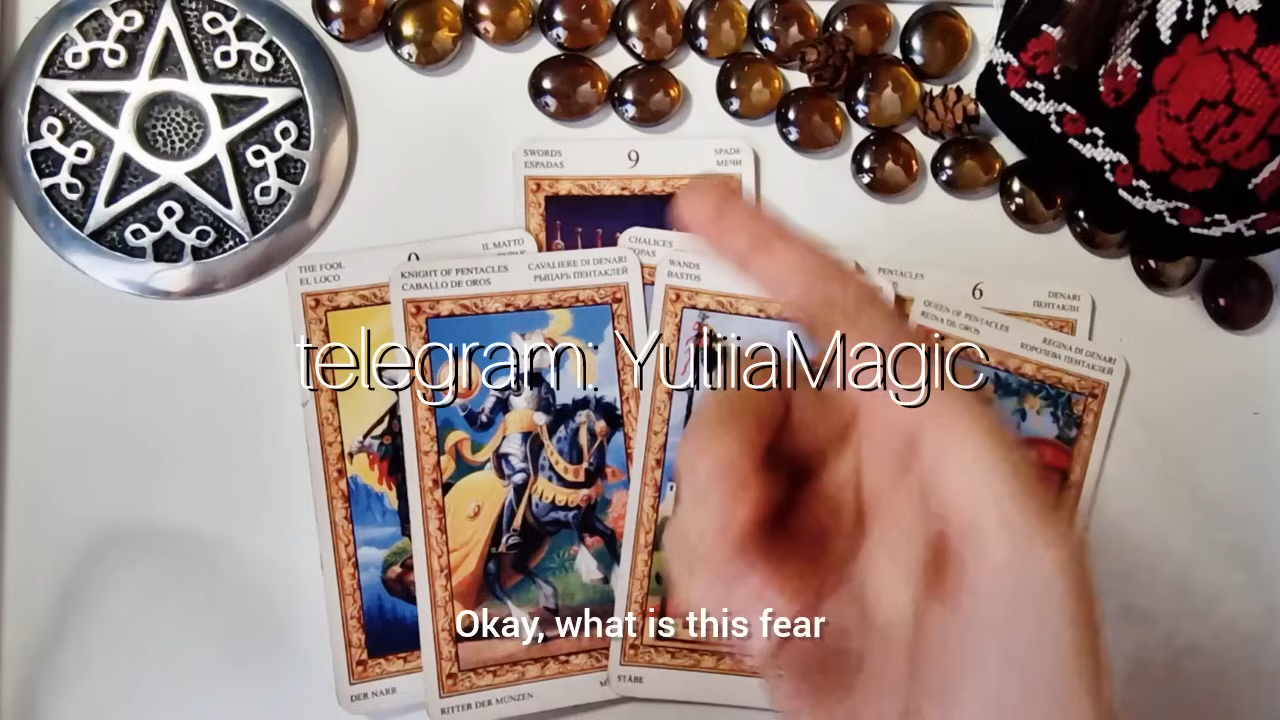 SWORDS
ESPADAS
9
SPADE
МЕЧИ
THE FOOL
EL LOCO
0
IL MATTO
KNIGHT OF PENTACLES
CABALLO DE OROS
CAVALIERE DI DENARI
РЫЦАРЬ ПЕНТАКЛЕЙ
CHALICES
COPAS
WANDS
BASTOS
PENTACLES
6
DENARI
ПЕНТАКЛИ
QUEEN OF PENTACLES
REINA DE OROS
REGINA DI DENARI
КОРОЛЕВА ПЕНТАКЛЕЙ
telegram: YuliiaMagic
Okay, what is this fear
DER NARR
RITTER DER MÜNZEN
STÄBE